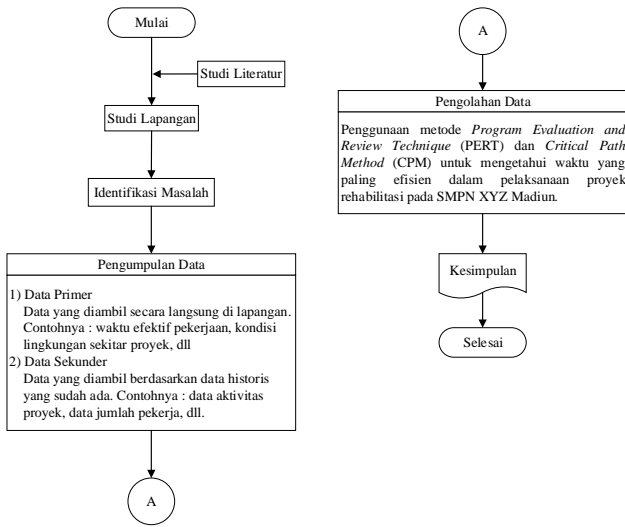 Mulai
Studi Literatur
Studi Lapangan
Identifikasi Masalah
Pengumpulan Data
1) Data Primer
Data yang diambil secara langsung di lapangan.
Contohnya : waktu efektif pekerjaan, kondisi
lingkungan sekitar proyek, dll
2) Data Sekunder
Data yang diambil berdasarkan data historis
yang sudah ada. Contohnya : data aktivitas
proyek, data jumlah pekerja, dll.
A
A
Pengolahan Data
Penggunaan metode Program Evaluation and
Review Technique (PERT) dan Critical Path
Method (CPM) untuk mengetahui waktu yang
paling efisien dalam pelaksanaan proyek
rehabilitasi pada SMPN XYZ Madiun.
Kesimpulan
Selesai